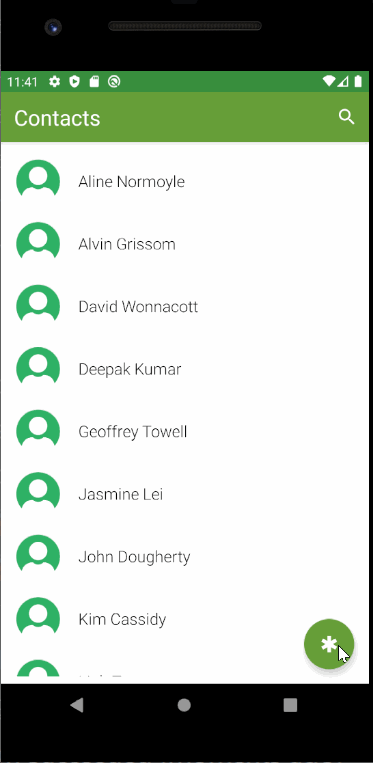 11:41
Contacts
Aline Normoyle
Alvin Grissom
David Wonnacott
Deepak Kumar
Geoffrey Towell
Jasmine Lei
John Dougherty
Kim Cassidy